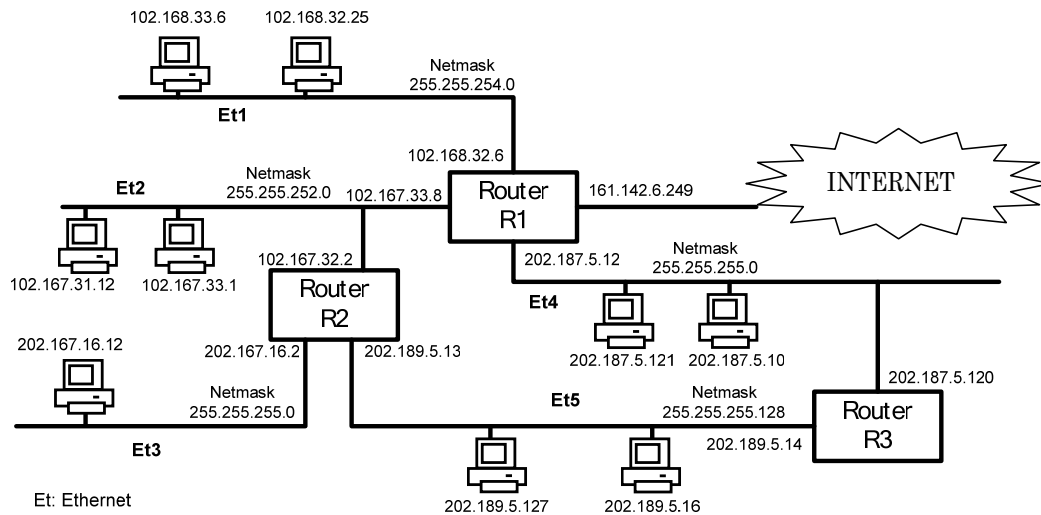 102.168.33.6
102.168.32.25
Netmask
255.255.254.0
Et1
102.168.32.6
Netmask
255.255.252.0
Et2
102.167.33.8
Router
R1
161.142.6.249
INTERNET
102.167.31.12
102.167.33.1
102.167.32.2
202.187.5.12
Netmask
255.255.255.0
Et4
Router
R2
202.187.5.121
202.187.5.10
202.167.16.12
202.167.16.2
202.189.5.13
202.187.5.120
Netmask
255.255.255.0
Et3
Et5
Netmask
255.255.255.128
202.189.5.14
Router
R3
202.189.5.127
202.189.5.16
Et: Ethernet